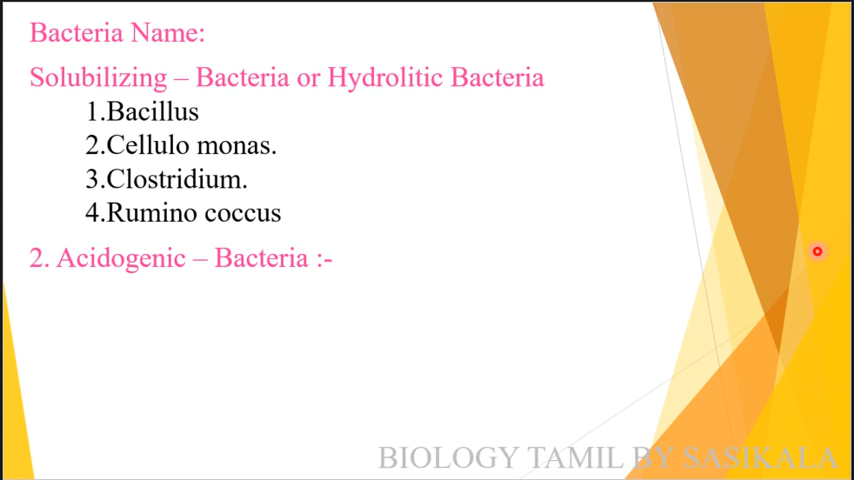 Bacteria Name:
Solubilizing – Bacteria or Hydrolitic Bacteria
1.Bacillus
2.Cellulo monas.
3.Clostridium.
4.Rumino coccus
2. Acidogenic – Bacteria :-
BIOLOGY TAMIL BY SASIKALA